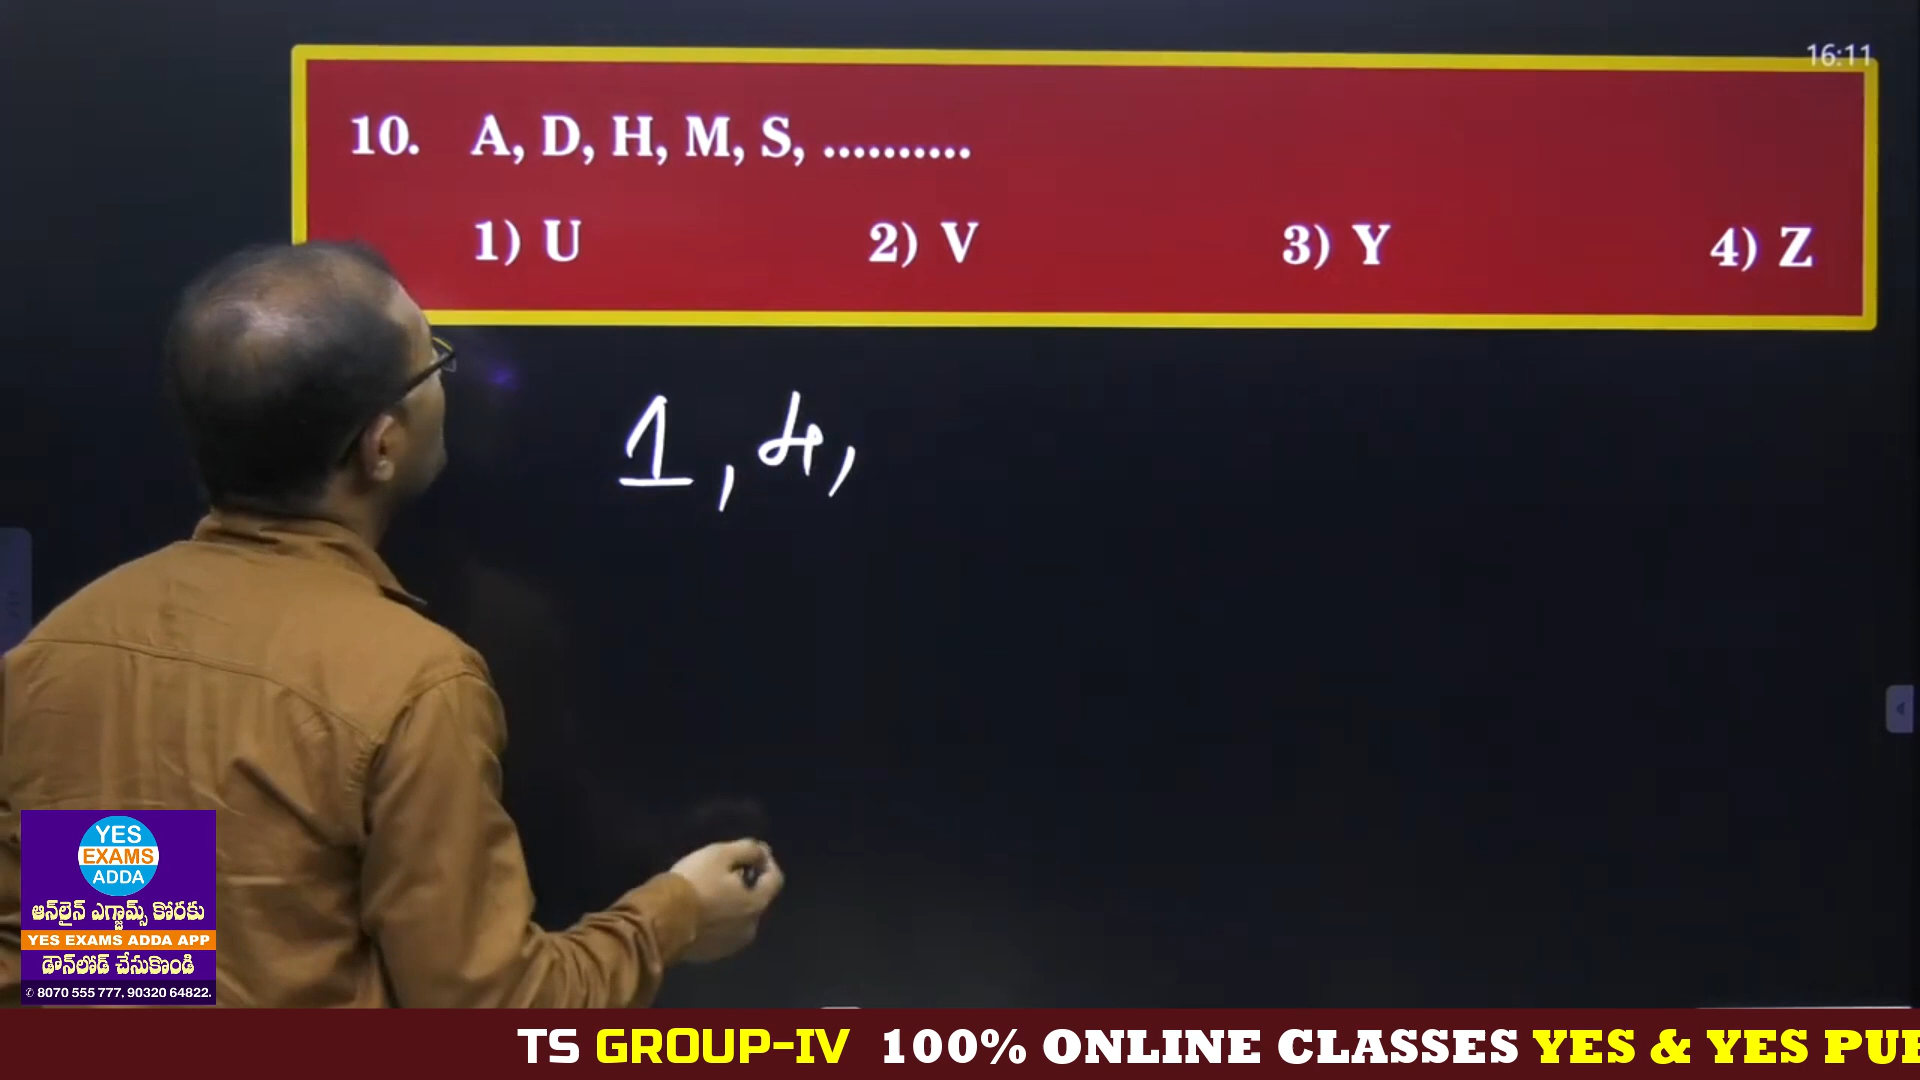 16:11
10. A, D, H, M, S, ..........
1) U 2) V 3) Y 4) Z
1, 4,
YES
EXAMS
ADDA
ఆన్‌లైన్ ఎగ్జామ్స్ కోరకు
YES EXAMS ADDA APP
డౌన్‌లోడ్ చేసుకొండి
✆ 8070 555 777, 90320 64822.
TS GROUP-IV 100% ONLINE CLASSES YES & YES PUB